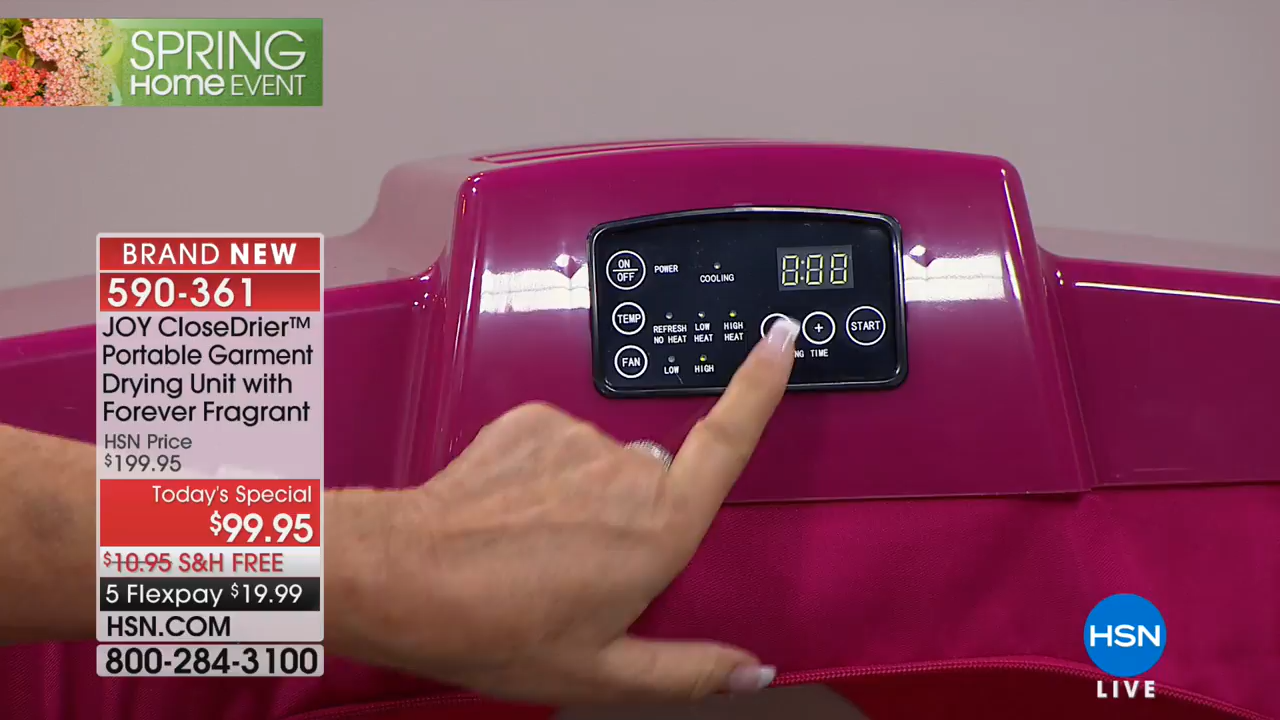 SPRING
Home EVENT
BRAND NEW
590-361
JOY CloseDrier™
Portable Garment
Drying Unit with
Forever Fragrant
HSN Price
$199.95
Today's Special
$99.95
$10.95 S&H FREE
5 Flexpay $19.99
HSN.COM
800-284-3100
ON
OFF
POWER
COOLING
0:00
TEMP
REFRESH
NO HEAT
LOW
HEAT
HIGH
HEAT
+
START
TIME
FAN
LOW
HIGH
HSN
LIVE